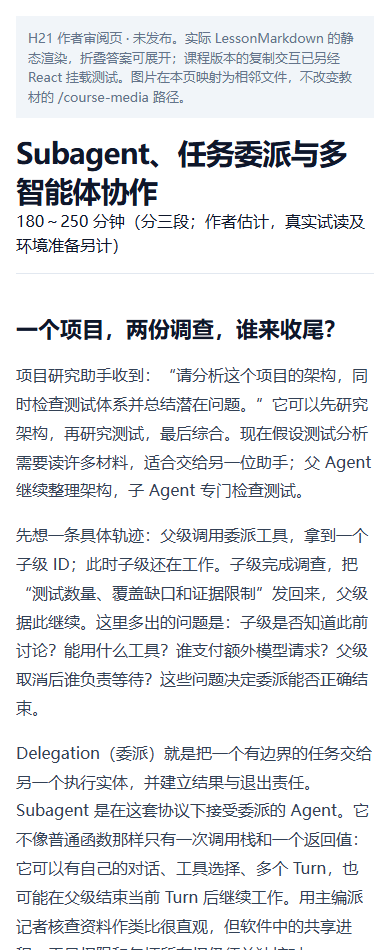 H21 作者审阅页 · 未发布。实际 LessonMarkdown 的静
态渲染，折叠答案可展开；课程版本的复制交互已另经
React 挂载测试。图片在本页映射为相邻文件，不改变教
材的 /course-media 路径。
Subagent、任务委派与多
智能体协作
180～250 分钟（分三段；作者估计，真实试读及
环境准备另计）
一个项目，两份调查，谁来收尾？
项目研究助手收到：“请分析这个项目的架构，同
时检查测试体系并总结潜在问题。”它可以先研究
架构，再研究测试，最后综合。现在假设测试分析
需要读许多材料，适合交给另一位助手；父 Agent
继续整理架构，子 Agent 专门检查测试。
先想一条具体轨迹：父级调用委派工具，拿到一个
子级 ID；此时子级还在工作。子级完成调查，把
“测试数量、覆盖缺口和证据限制”发回来，父级
据此继续。这里多出的问题是：子级是否知道此前
讨论？能用什么工具？谁支付额外模型请求？父级
取消后谁负责等待？这些问题决定委派能否正确结
束。
Delegation（委派）就是把一个有边界的任务交给
另一个执行实体，并建立结果与退出责任。
Subagent 是在这套协议下接受委派的 Agent。它
不像普通函数那样只有一次调用栈和一个返回值：
它可以有自己的对话、工具选择、多个 Turn，也
可能在父级结束当前 Turn 后继续工作。用主编派
记者核查资料作类比很直观，但软件中的共享进